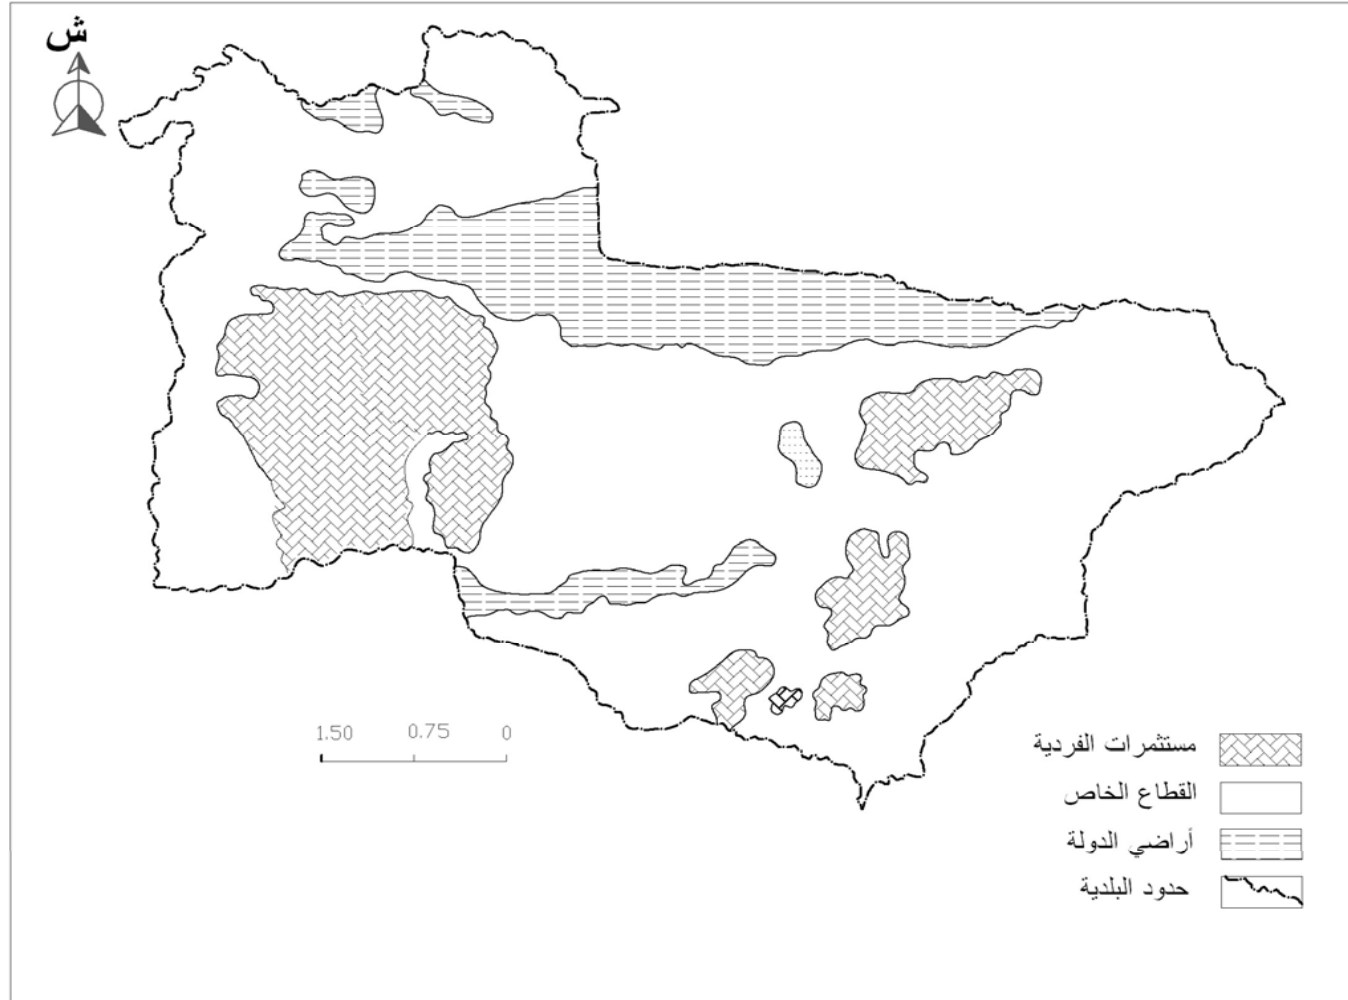 ش
1.50 0.75 0
مستثمرات الفردية
القطاع الخاص
أراضي الدولة
حدود البلدية